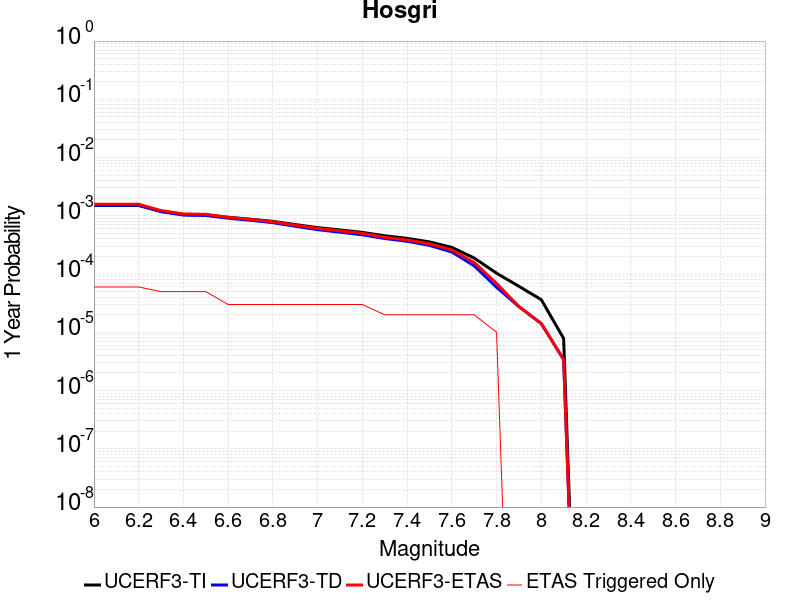 Hosgri
10^0
10^-1
10^-2
10^-3
10^-4
10^-5
10^-6
10^-7
10^-8
1 Year Probability
6 6.2 6.4 6.6 6.8 7 7.2 7.4 7.6 7.8 8 8.2 8.4 8.6 8.8 9
Magnitude
UCERF3-TI UCERF3-TD UCERF3-ETAS ETAS Triggered Only